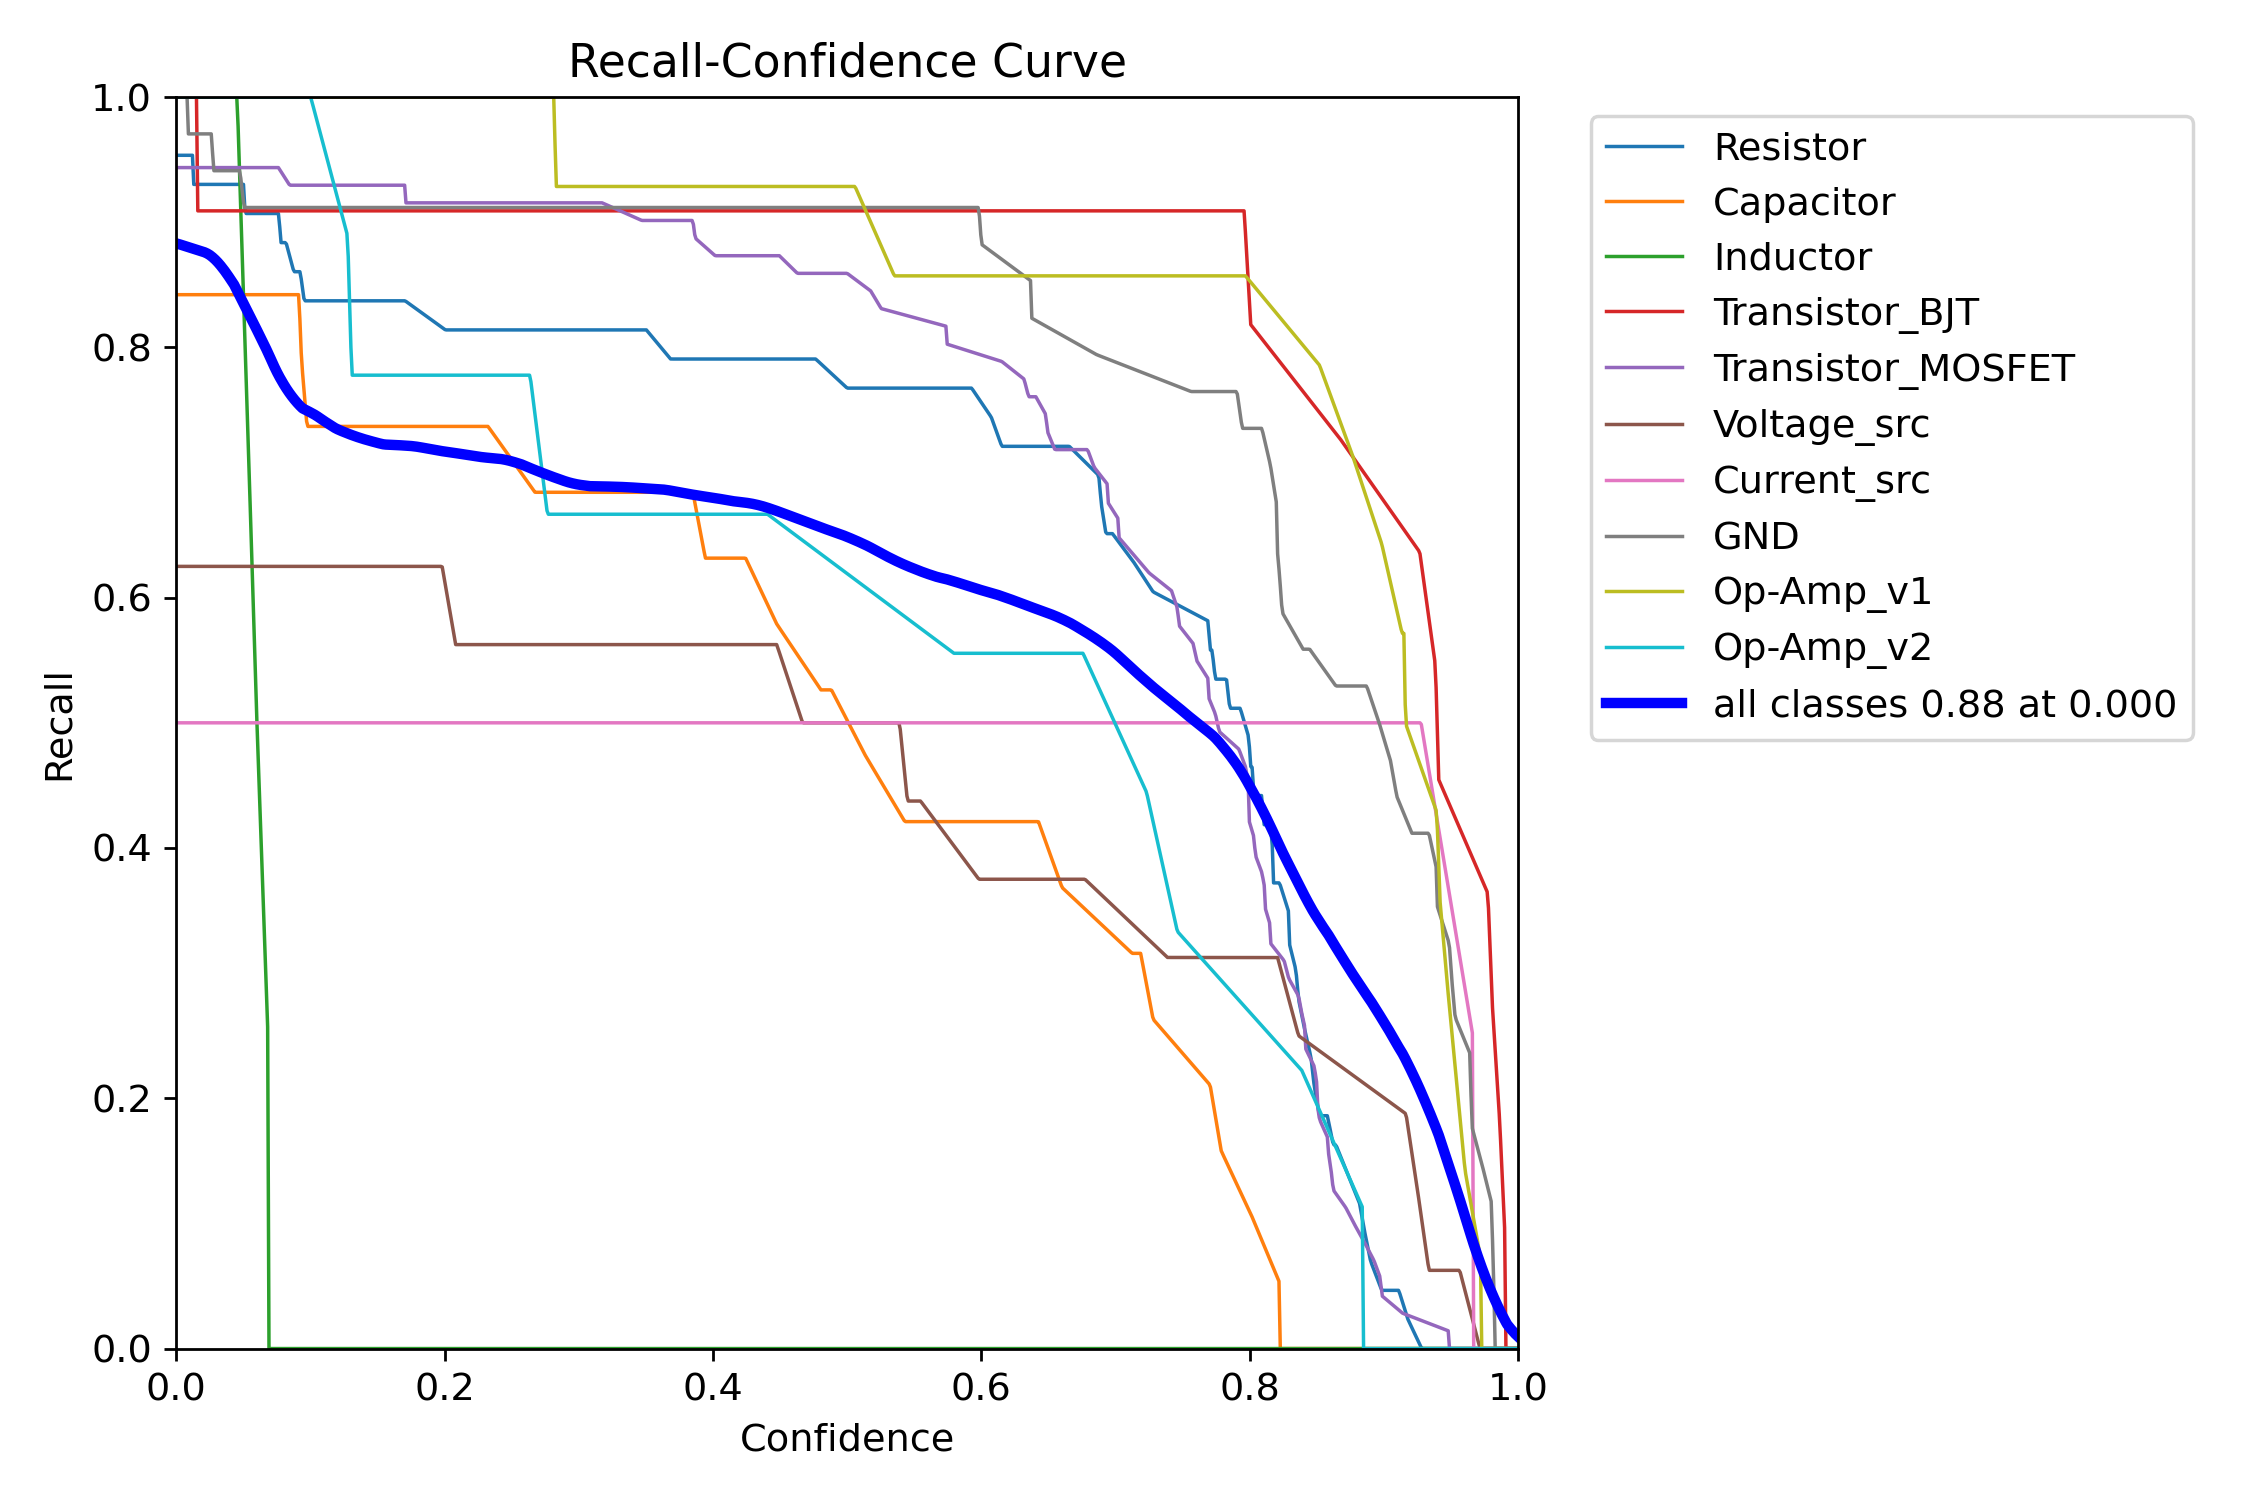 Recall-Confidence Curve
1.0
0.8
0.6
0.4
0.2
0.0
Recall
0.0 0.2 0.4 0.6 0.8 1.0
Confidence
Resistor
Capacitor
Inductor
Transistor_BJT
Transistor_MOSFET
Voltage_src
Current_src
GND
Op-Amp_v1
Op-Amp_v2
all classes 0.88 at 0.000